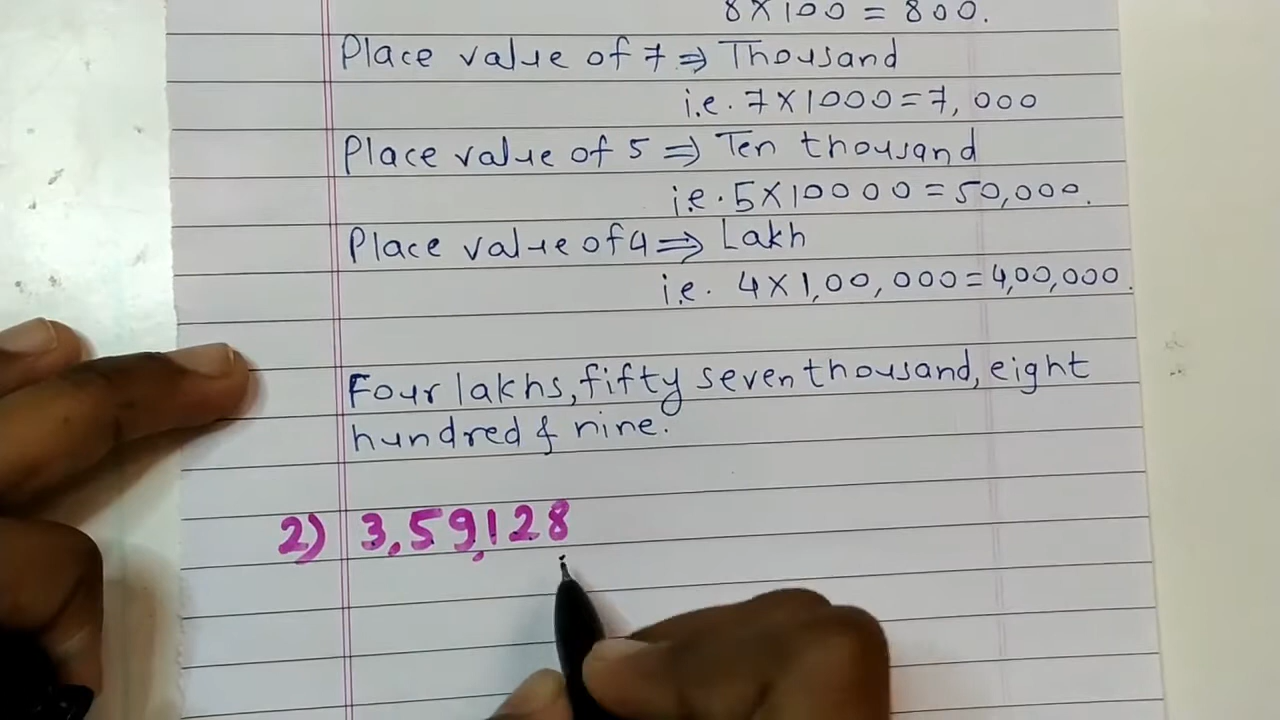 8 X 100 = 800.
Place value of 7 ⇒ Thousand
i.e. 7 X 1000 = 7,000
Place value of 5 ⇒ Ten thousand
i.e. 5 X 10000 = 50,000.
Place value of 4 ⇒ Lakh
i.e. 4 X 1,00,000 = 4,00,000.
Four lakhs, fifty seven thousand, eight
hundred & nine.
2) 3,59,128